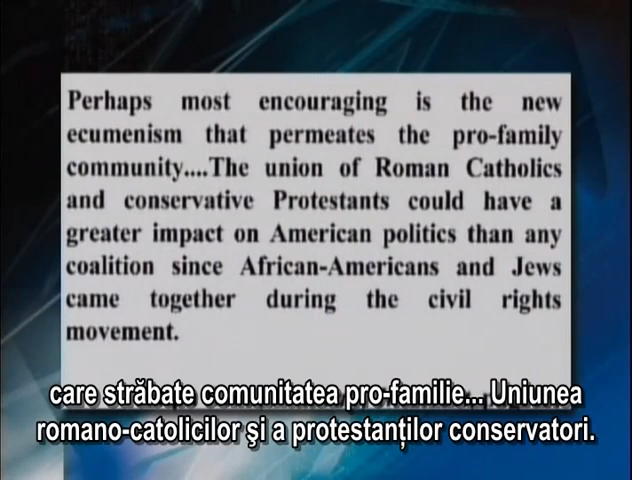 Perhaps most encouraging is the new
ecumenism that permeates the pro-family
community....The union of Roman Catholics
and conservative Protestants could have a
greater impact on American politics than any
coalition since African-Americans and Jews
came together during the civil rights
movement.
care străbate comunitatea pro-familie... Uniunea
romano-catolicilor şi a protestanţilor conservatori.